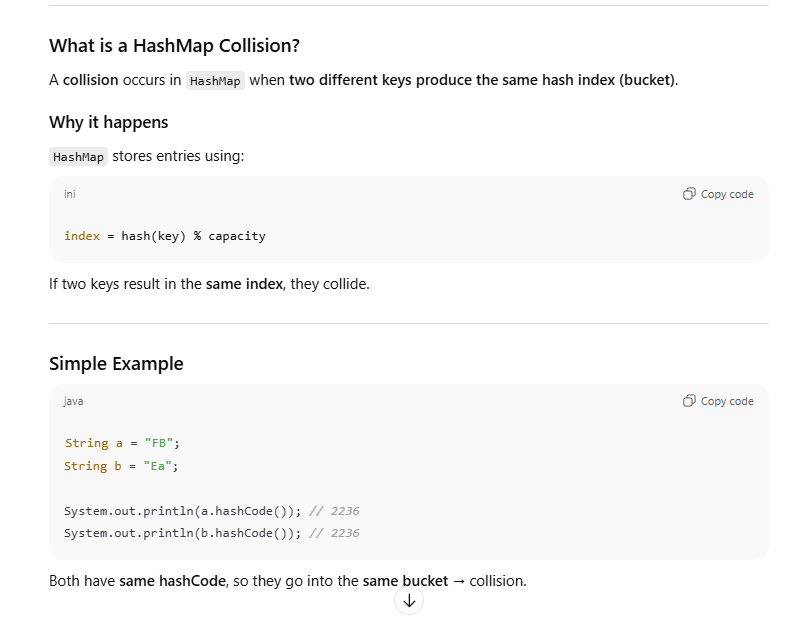 What is a HashMap Collision?
A collision occurs in HashMap when two different keys produce the same hash index (bucket).
Why it happens
HashMap stores entries using:
ini Copy code
index = hash(key) % capacity
If two keys result in the same index, they collide.
Simple Example
java Copy code
String a = "FB";
String b = "Ea";
System.out.println(a.hashCode()); // 2236
System.out.println(b.hashCode()); // 2236
Both have same hashCode, so they go into the same bucket → collision.